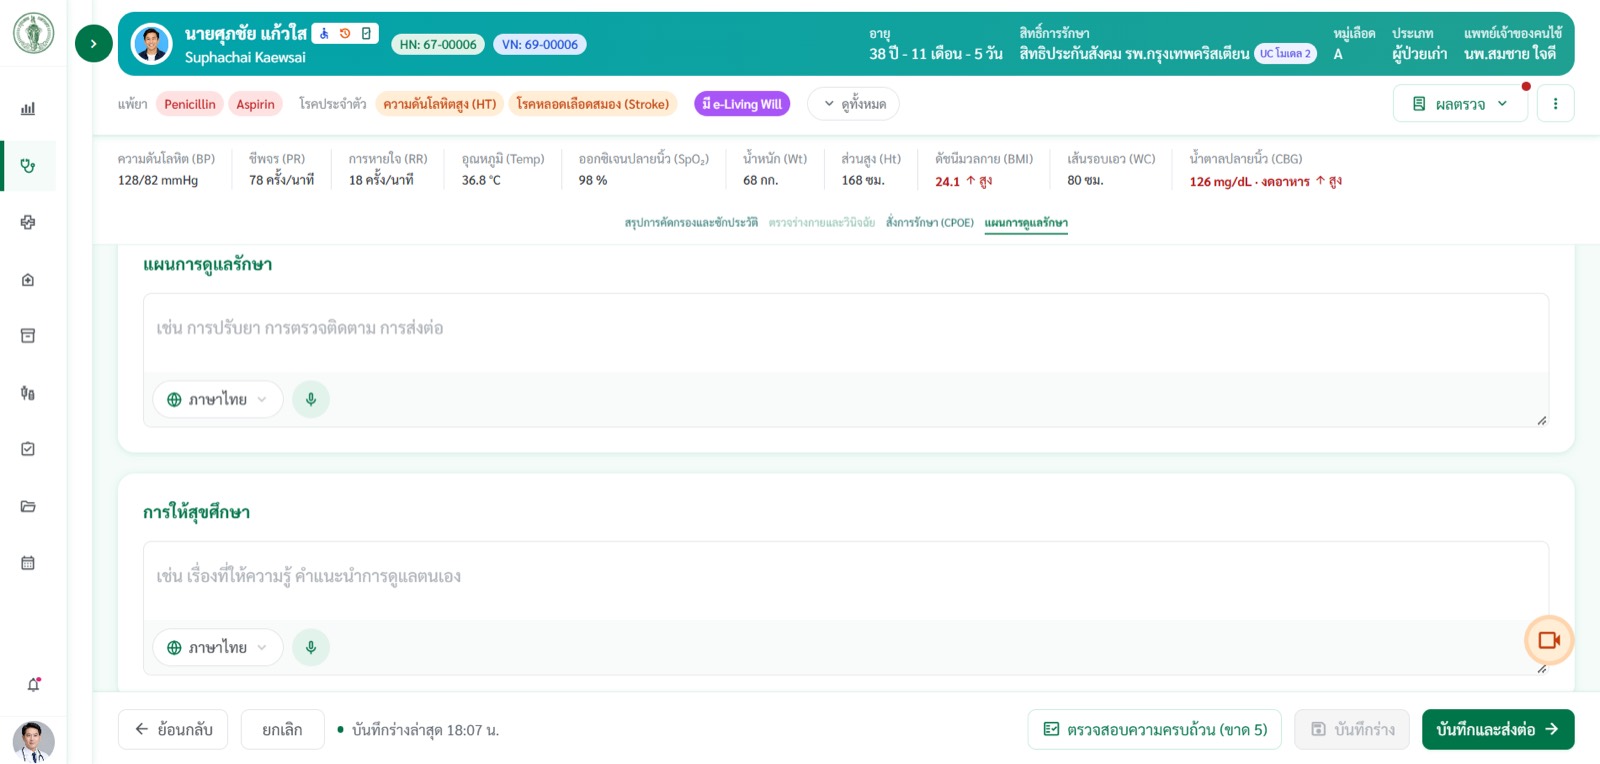 นายศุภชัย แก้วใส
Suphachai Kaewsai
HN: 67-00006
VN: 69-00006
อายุ
38 ปี - 11 เดือน - 5 วัน
สิทธิ์การรักษา
สิทธิประกันสังคม รพ.กรุงเทพคริสเตียน UC โมเดล 2
หมู่เลือด
A
ประเภท
ผู้ป่วยเก่า
แพทย์เจ้าของคนไข้
นพ.สมชาย ใจดี
แพ้ยา Penicillin Aspirin โรคประจำตัว ความดันโลหิตสูง (HT) โรคหลอดเลือดสมอง (Stroke) มี e-Living Will ดูทั้งหมด
ผลตรวจ
ความดันโลหิต (BP)
128/82 mmHg
ชีพจร (PR)
78 ครั้ง/นาที
การหายใจ (RR)
18 ครั้ง/นาที
อุณหภูมิ (Temp)
36.8 °C
ออกซิเจนปลายนิ้ว (SpO₂)
98 %
น้ำหนัก (Wt)
68 กก.
ส่วนสูง (Ht)
168 ซม.
ดัชนีมวลกาย (BMI)
24.1 ↑ สูง
เส้นรอบเอว (WC)
80 ซม.
น้ำตาลปลายนิ้ว (CBG)
126 mg/dL · งดอาหาร ↑ สูง
สรุปการคัดกรองและซักประวัติ ตรวจร่างกายและวินิจฉัย สั่งการรักษา (CPOE) แผนการดูแลรักษา
แผนการดูแลรักษา
เช่น การปรับยา การตรวจติดตาม การส่งต่อ
ภาษาไทย
การให้สุขศึกษา
เช่น เรื่องที่ให้ความรู้ คำแนะนำการดูแลตนเอง
ภาษาไทย
← ย้อนกลับ
ยกเลิก
• บันทึกร่างล่าสุด 18:07 น.
ตรวจสอบความครบถ้วน (ขาด 5)
บันทึกร่าง
บันทึกและส่งต่อ →